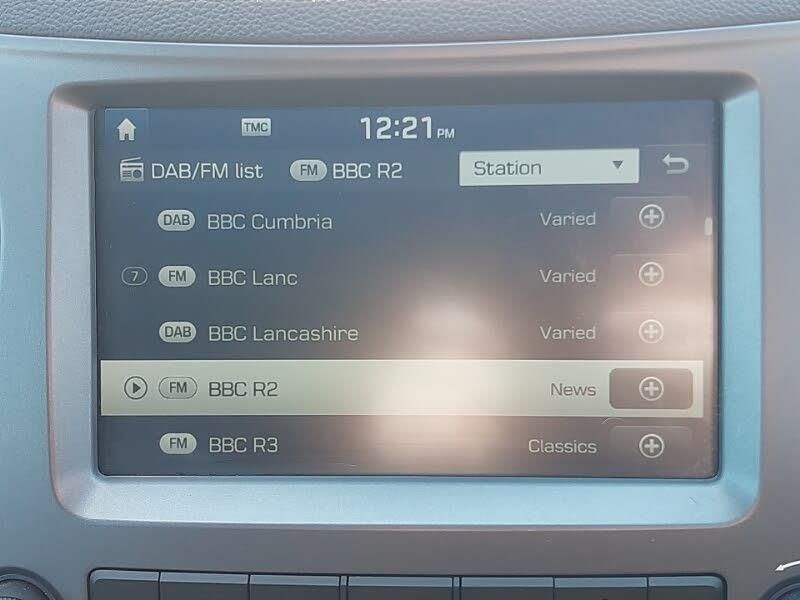 TMC 12:21 PM
DAB/FM list FM BBC R2 Station
DAB BBC Cumbria Varied
7 FM BBC Lanc Varied
DAB BBC Lancashire Varied
FM BBC R2 News
FM BBC R3 Classics